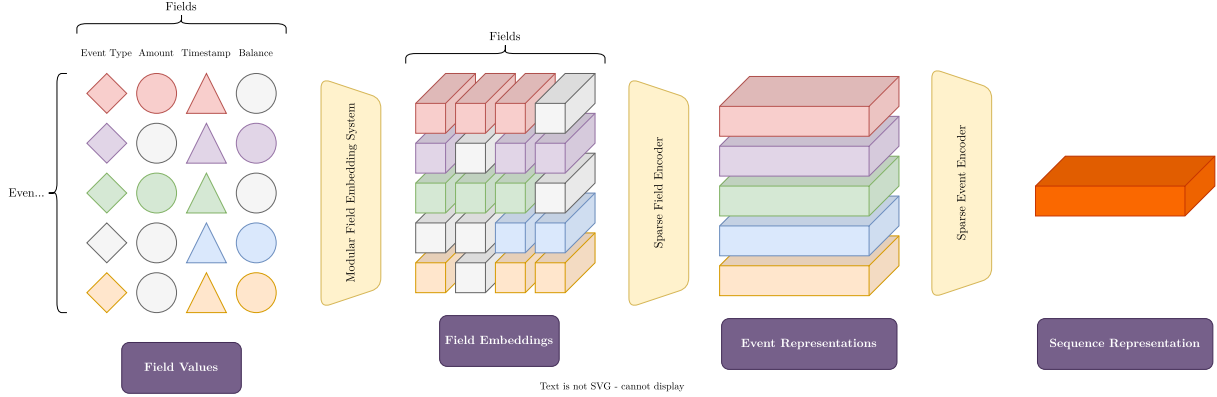 Fields
Event Type Amount Timestamp Balance
Fields
Even...
Modular Field Embedding System
Sparse Field Encoder
Sparse Event Encoder
Field Values
Field Embeddings
Event Representations
Sequence Representation
Text is not SVG - cannot display